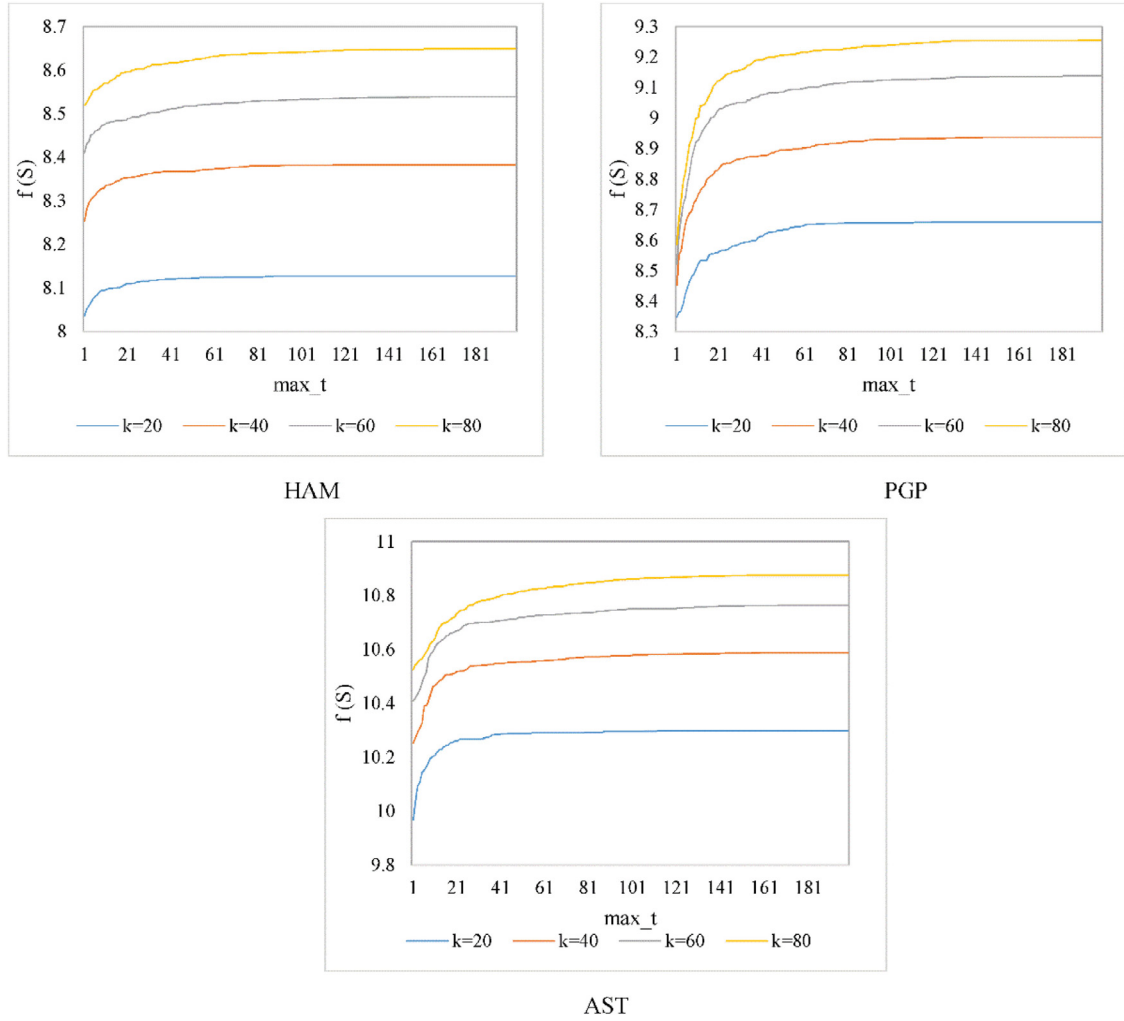 8.7
8.6
8.5
8.4
8.3
8.2
8.1
8
f (S)
1 21 41 61 81 101 121 141 161 181
max_t
k=20 k=40 k=60 k=80
HAM
9.3
9.2
9.1
9
8.9
8.8
8.7
8.6
8.5
8.4
8.3
f (S)
1 21 41 61 81 101 121 141 161 181
max_t
k=20 k=40 k=60 k=80
PGP
11
10.8
10.6
10.4
10.2
10
9.8
f (S)
1 21 41 61 81 101 121 141 161 181
max_t
k=20 k=40 k=60 k=80
AST